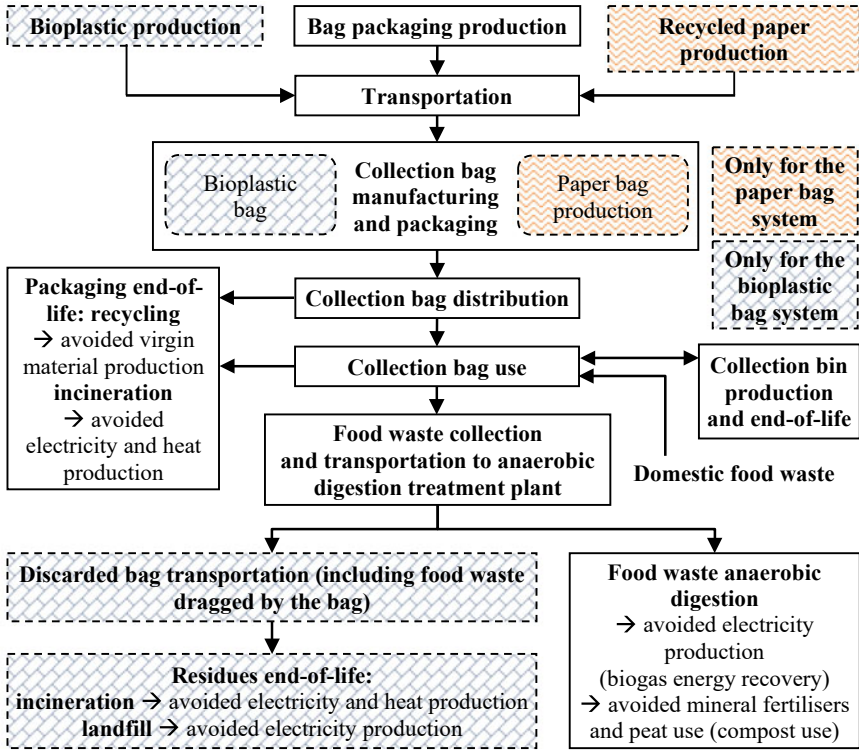 Bioplastic production
Bag packaging production
Recycled paper
production
Transportation
Bioplastic
bag
Collection bag
manufacturing
and packaging
Paper bag
production
Only for the
paper bag
system
Only for the
bioplastic
bag system
Packaging end-of-
life: recycling
→ avoided virgin
material production
incineration
→ avoided
electricity and heat
production
Collection bag distribution
Collection bag use
Collection bin
production
and end-of-life
Food waste collection
and transportation to anaerobic
digestion treatment plant
Domestic food waste
Discarded bag transportation (including food waste
dragged by the bag)
Residues end-of-life:
incineration → avoided electricity and heat production
landfill → avoided electricity production
Food waste anaerobic
digestion
→ avoided electricity
production
(biogas energy recovery)
→ avoided mineral fertilisers
and peat use (compost use)